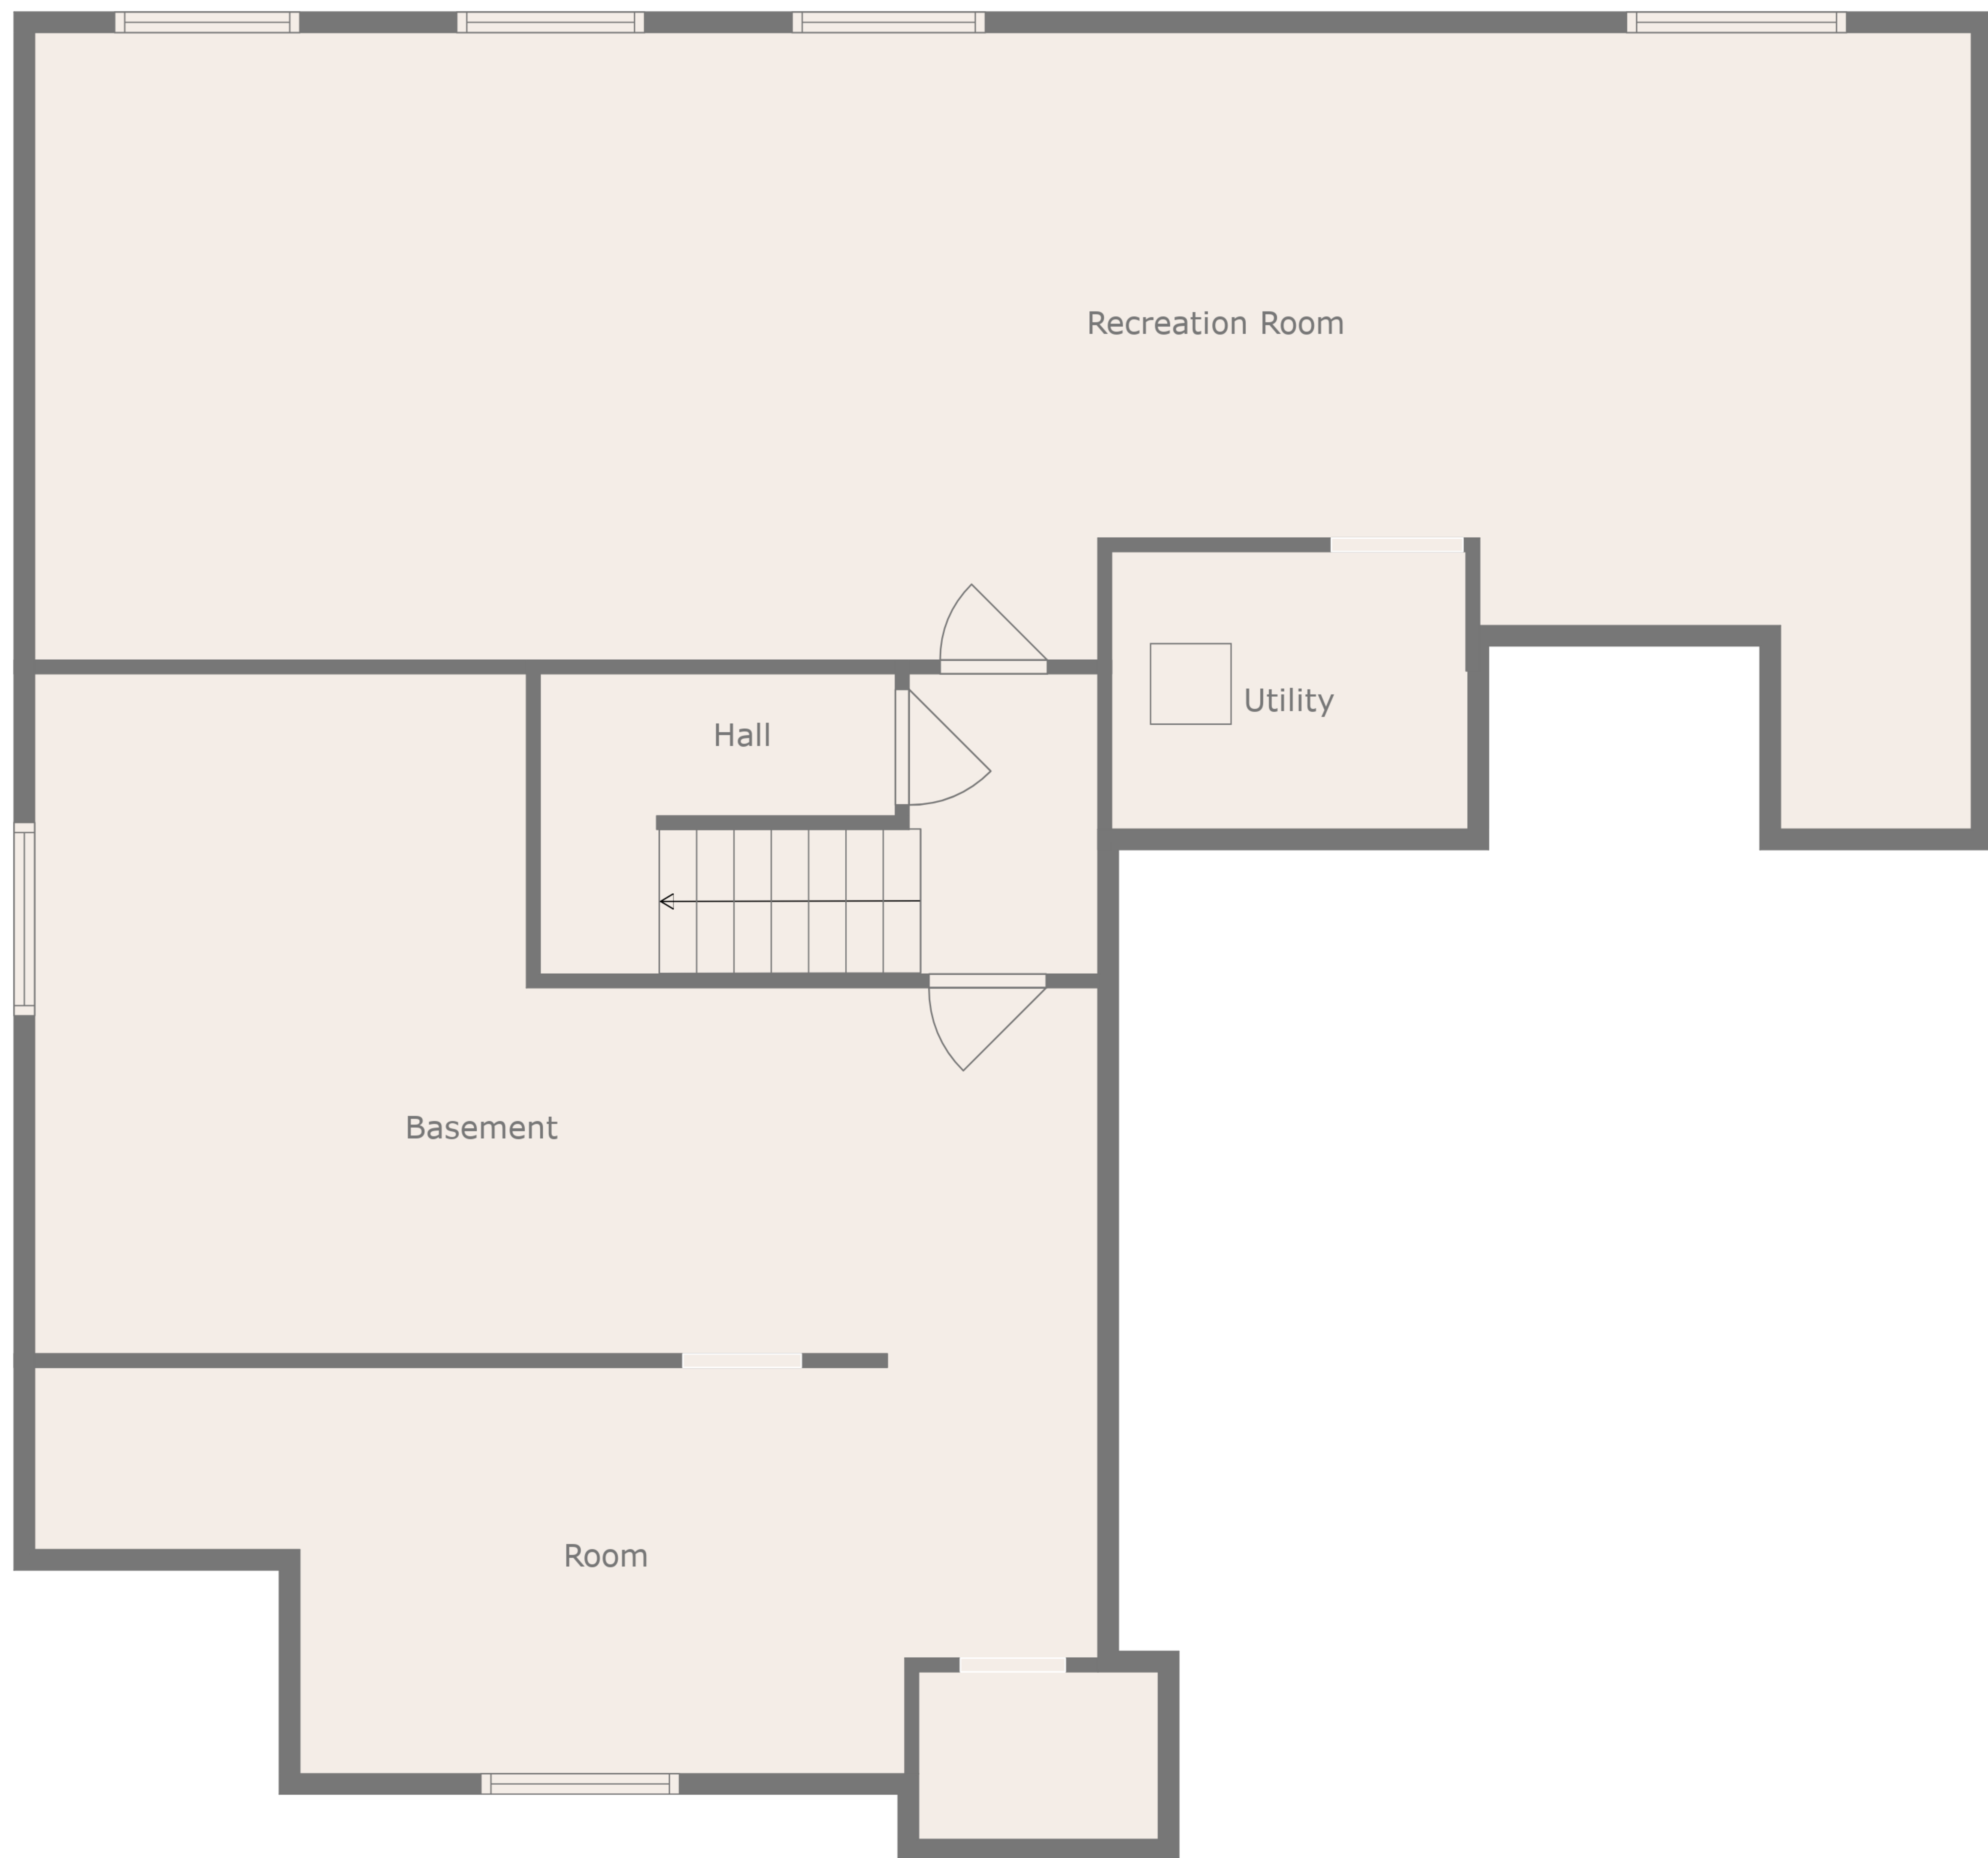 Recreation Room
Utility
Hall
Basement
Room